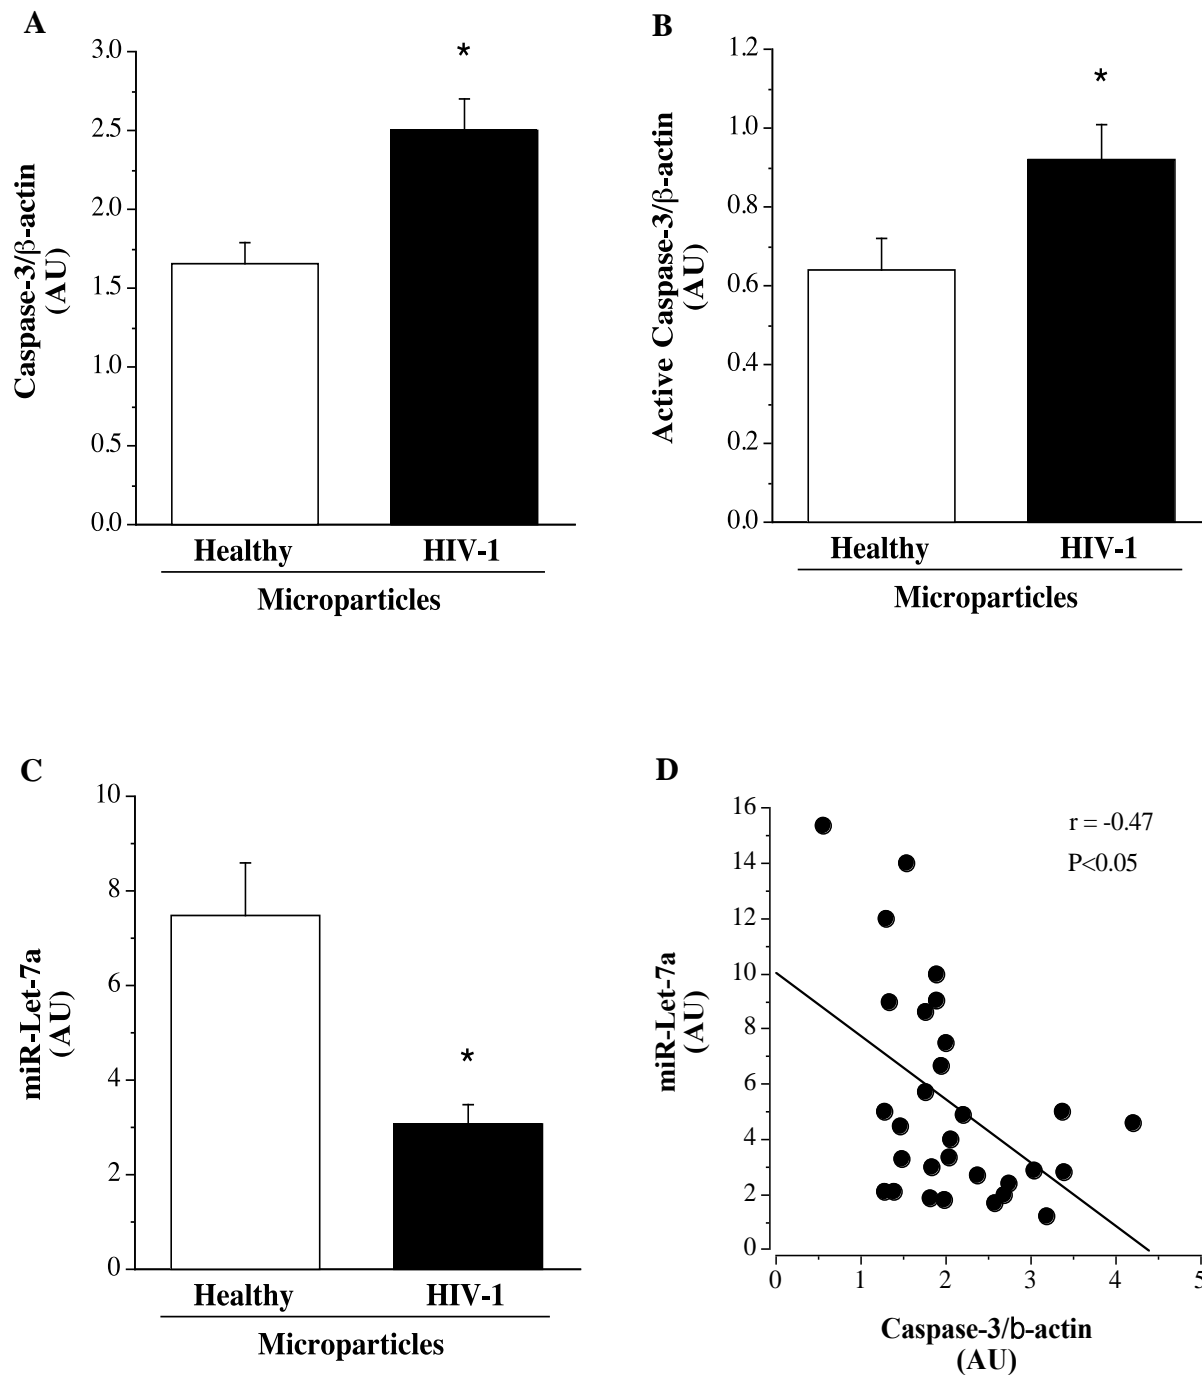 A
Caspase-3/β-actin
(AU)
3.0
2.5
2.0
1.5
1.0
0.5
0.0
*
Healthy HIV-1
Microparticles
B
Active Caspase-3/β-actin
(AU)
1.2
1.0
0.8
0.6
0.4
0.2
0.0
*
Healthy HIV-1
Microparticles
C
miR-Let-7a
(AU)
10
8
6
4
2
0
*
Healthy HIV-1
Microparticles
D
miR-Let-7a
(AU)
16
14
12
10
8
6
4
2
0
r = -0.47
P<0.05
0 1 2 3 4 5
Caspase-3/b-actin
(AU)